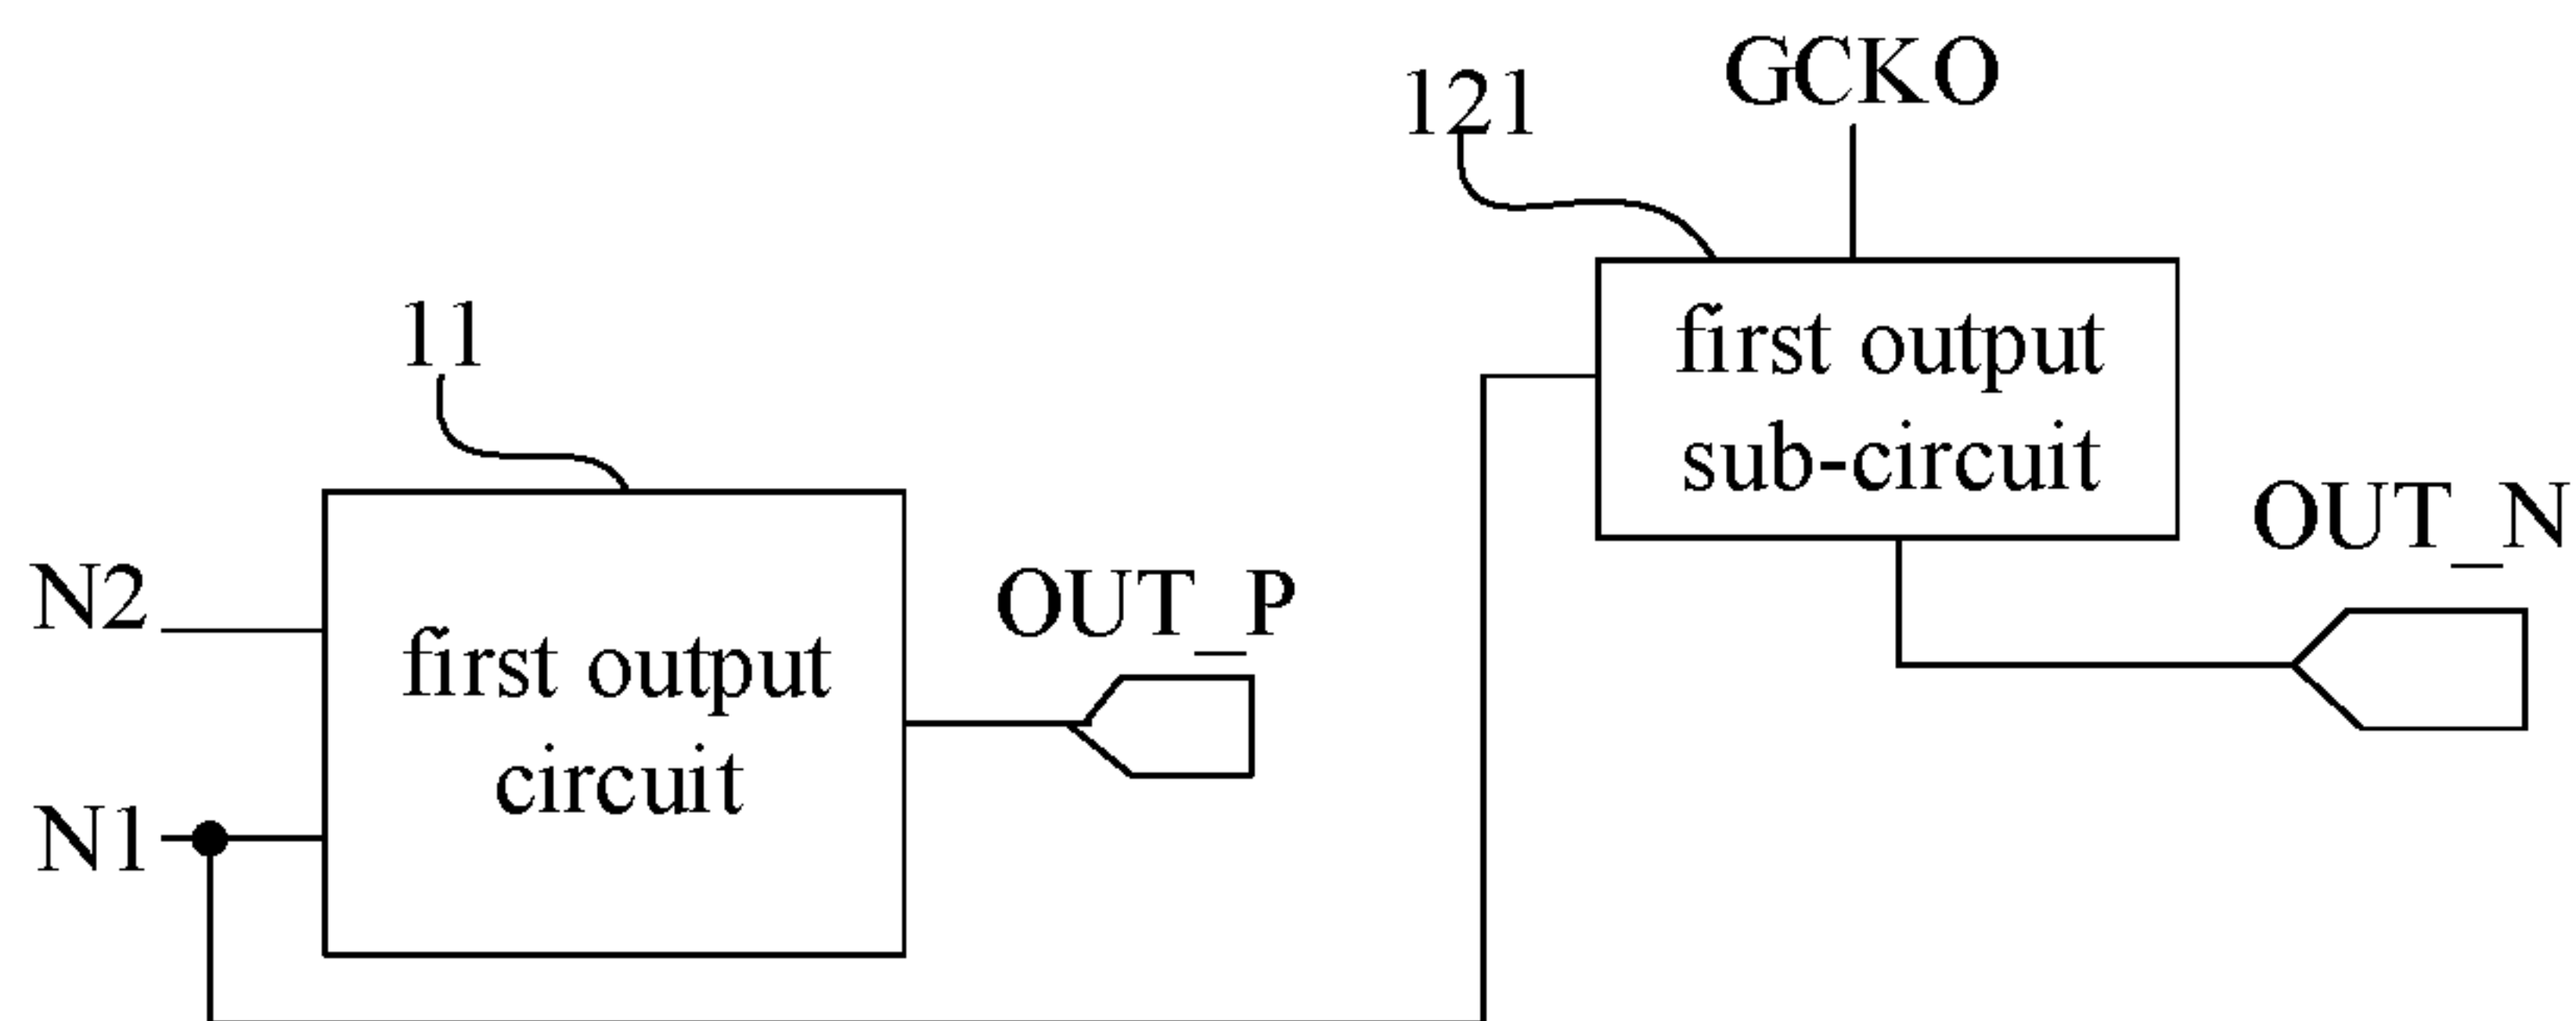 GCKO
121
first output
sub-circuit
11
OUT_N
N2
OUT_P
first output
circuit
N1